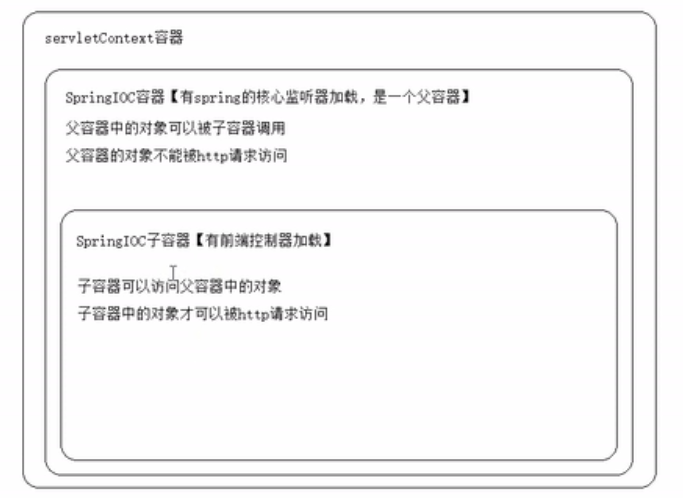 servletContext容器
SpringIOC容器【有spring的核心监听器加载，是一个父容器】
父容器中的对象可以被子容器调用
父容器的对象不能被http请求访问
SpringIOC子容器【有前端控制器加载】
子容器可以访问父容器中的对象
子容器中的对象才可以被http请求访问